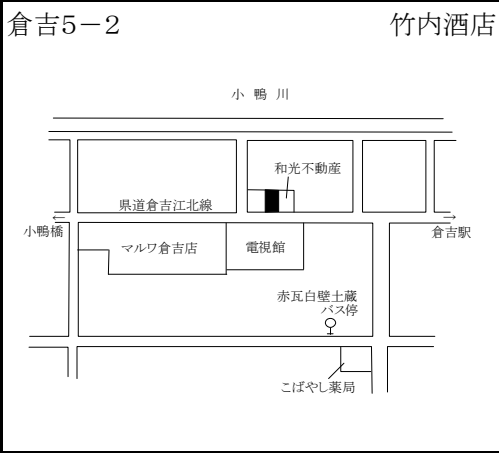 倉吉5－2
竹内酒店
小鴨川
和光不動産
県道倉吉江北線
小鴨橋
倉吉駅
マルワ倉吉店
電視館
赤瓦白壁土蔵
バス停
こばやし薬局